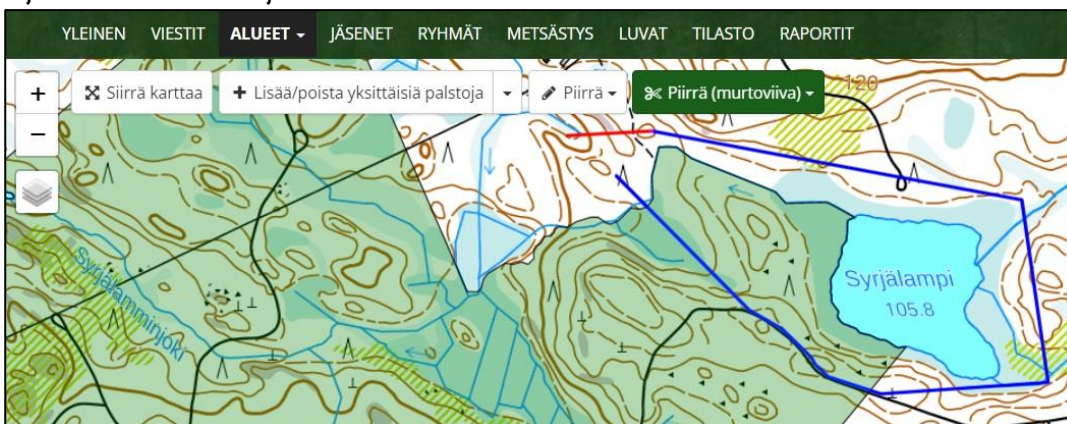 YLEINEN VIESTIT ALUEET JÄSENET RYHMÄT METSÄSTYS LUVAT TILASTO RAPORTIT
+ Siirrä karttaa + Lisää/poista yksittäisiä palstoja Piirrä Piirrä (murtoviiva) 120
−
Syrjälampi
105.8
Syrjälamminjoki